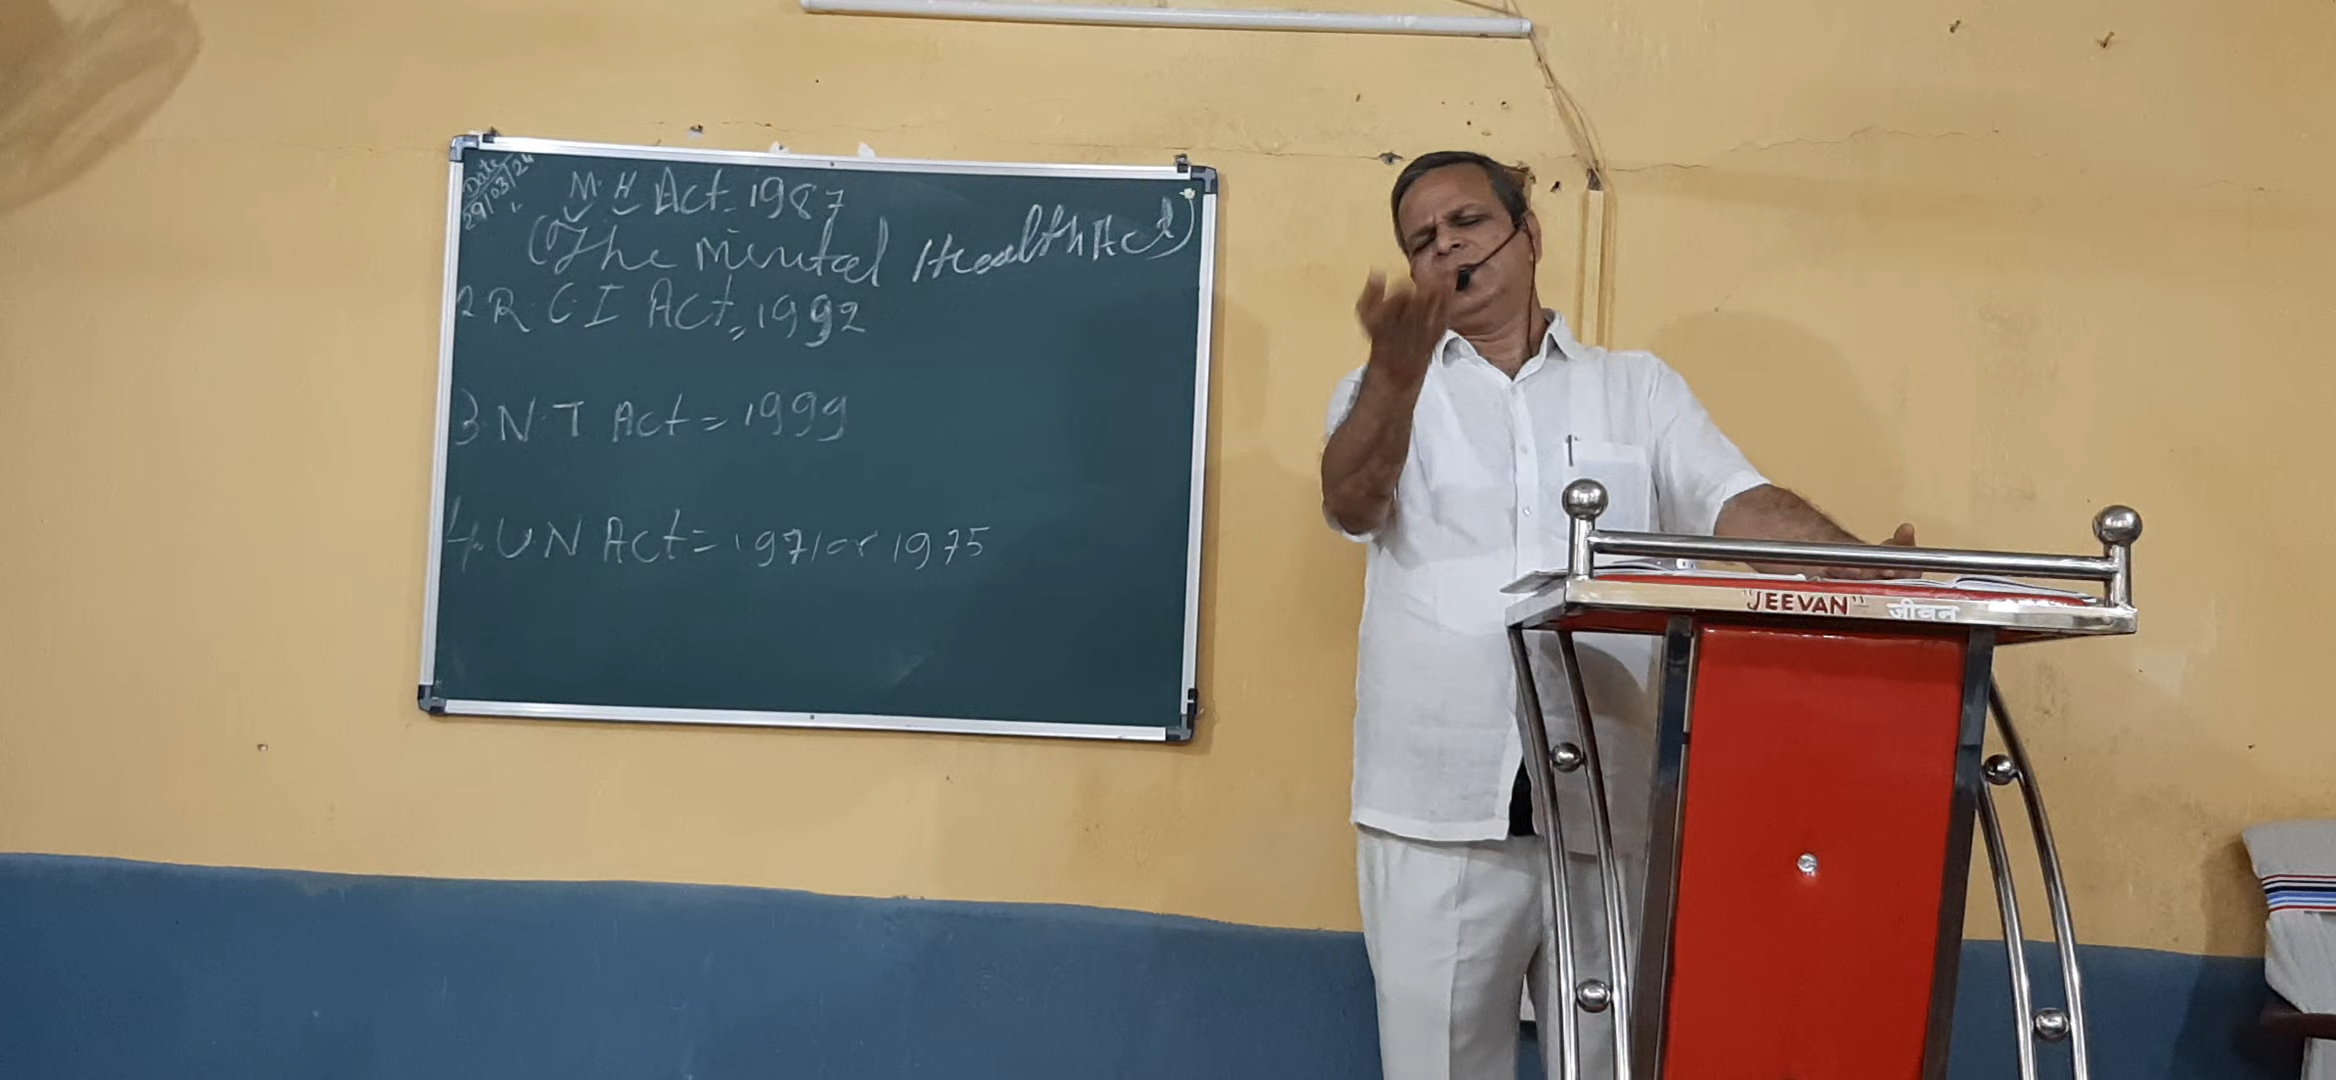 Date
29/03/24
1.
M.H Act-1987
(The Mental Health Act)
2 R.C.I Act=1992
3.N.T Act=1999
4.U.N Act=1971 or 1975
"JEEVAN" जीवन